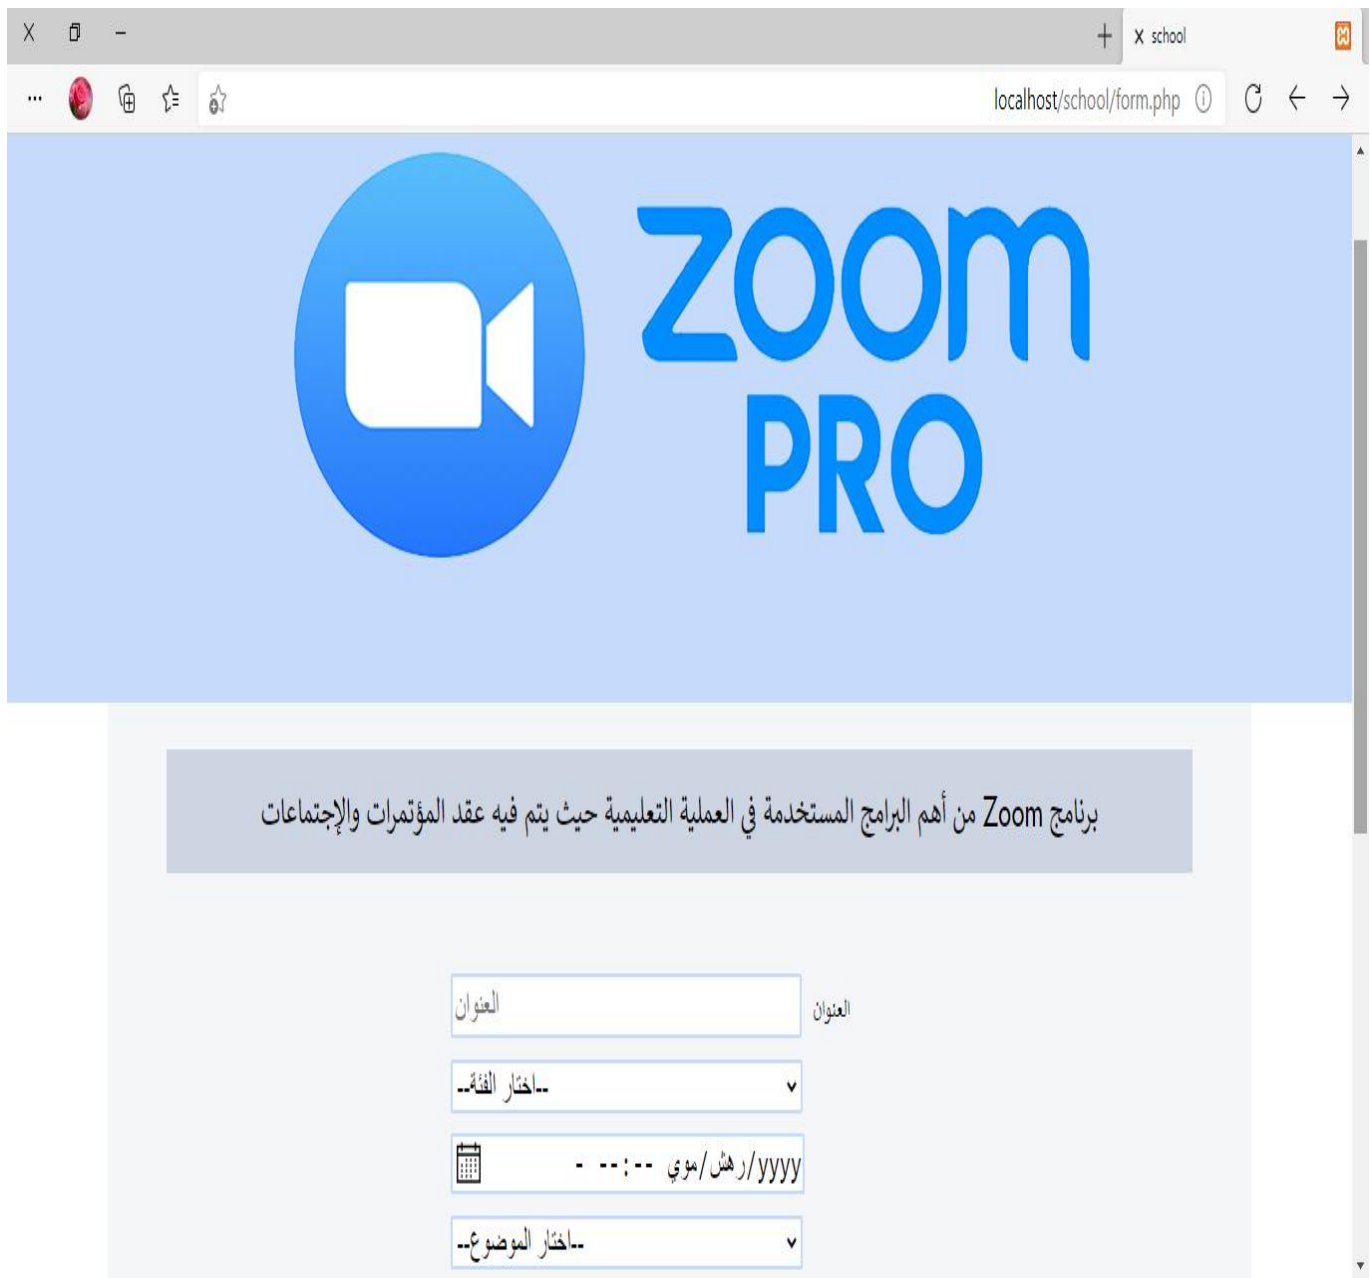 school
localhost/school/form.php
zoom
PRO
برنامج Zoom من أهم البرامج المستخدمة في العملية التعليمية حيث يتم فيه عقد المؤتمرات والإجتماعات
العنوان
العنوان
--اختار الفئة--
yyyy/رهش/موي --:-- -
--اختار الموضوع--